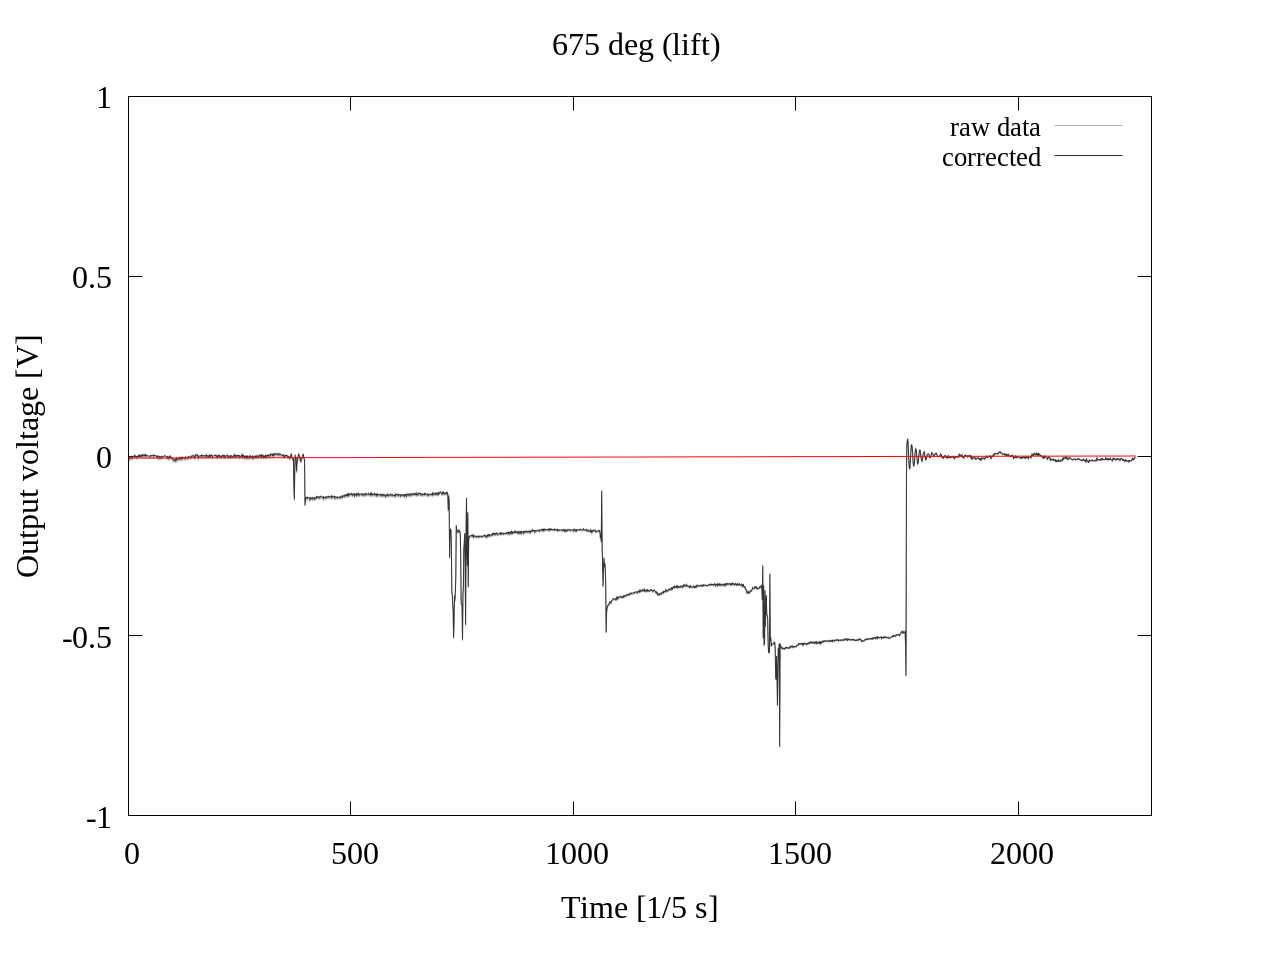 675 deg (lift)
1
raw data
corrected
0.5
0
-0.5
-1
Output voltage [V]
0 500 1000 1500 2000
Time [1/5 s]